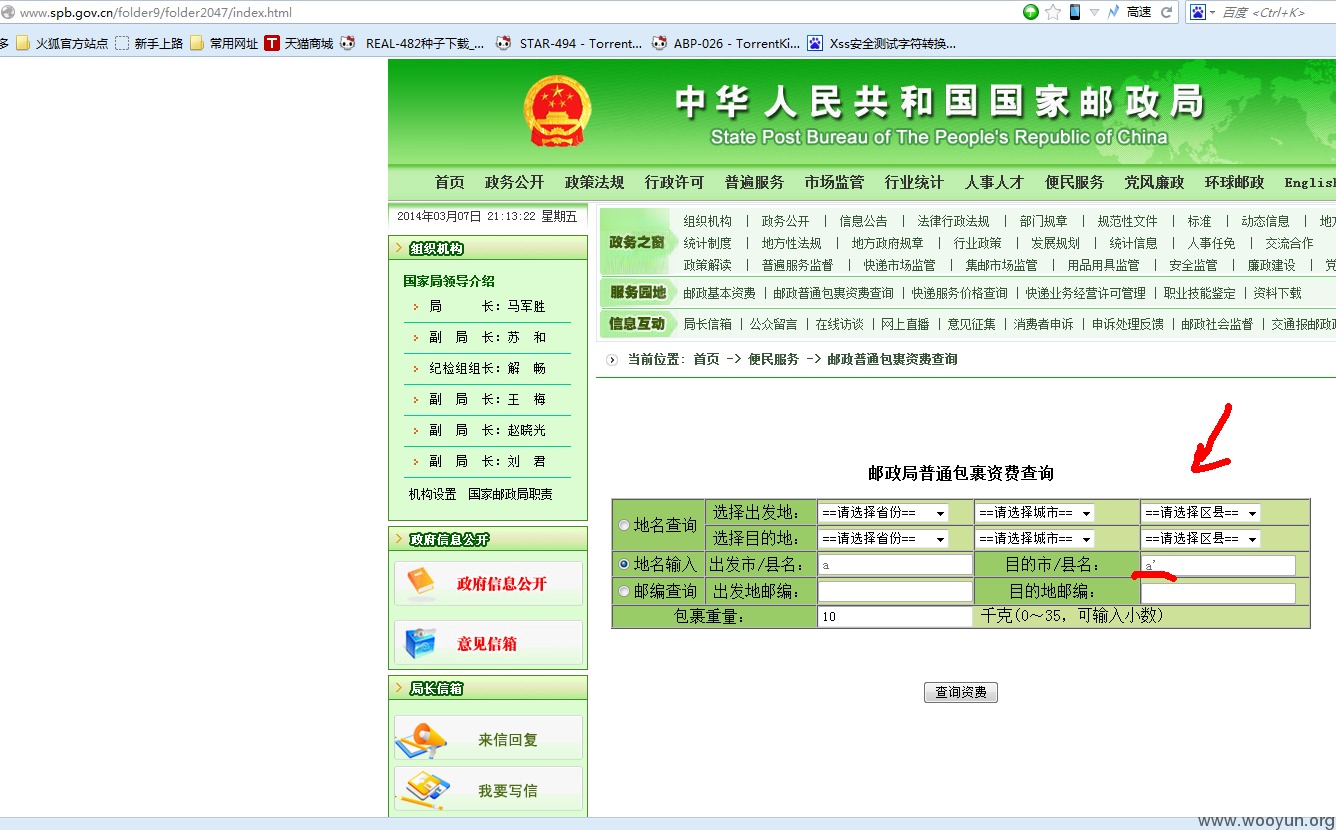 www.spb.gov.cn/folder9/folder2047/index.html 高速 百度 <Ctrl+K>
多 火狐官方站点 新手上路 常用网址 T 天猫商城 REAL-482种子下载_... STAR-494 - Torrent... ABP-026 - TorrentKi... Xss安全测试字符转换...
中华人民共和国国家邮政局
State Post Bureau of The People's Republic of China
首页 政务公开 政策法规 行政许可 普遍服务 市场监管 行业统计 人事人才 便民服务 党风廉政 环球邮政 English
2014年03月07日 21:13:22 星期五
政务之窗
组织机构 | 政务公开 | 信息公告 | 法律行政法规 | 部门规章 | 规范性文件 | 标准 | 动态信息 | 地方
统计制度 | 地方性法规 | 地方政府规章 | 行业政策 | 发展规划 | 统计信息 | 人事任免 | 交流合作
政策解读 | 普遍服务监督 | 快递市场监管 | 集邮市场监管 | 用品用具监管 | 安全监管 | 廉政建设 | 党
服务园地 邮政基本资费 | 邮政普通包裹资费查询 | 快递服务价格查询 | 快递业务经营许可管理 | 职业技能鉴定 | 资料下载
信息互动 局长信箱 | 公众留言 | 在线访谈 | 网上直播 | 意见征集 | 消费者申诉 | 申诉处理反馈 | 邮政社会监督 | 交通报邮政
当前位置: 首页 -> 便民服务 -> 邮政普通包裹资费查询
组织机构
国家局领导介绍
局 长: 马军胜
副 局 长: 苏 和
纪检组组长: 解 畅
副 局 长: 王 梅
副 局 长: 赵晓光
副 局 长: 刘 君
机构设置 国家邮政局职责
政府信息公开
政府信息公开
意见信箱
局长信箱
来信回复
我要写信
邮政局普通包裹资费查询
地名查询 选择出发地: ==请选择省份== ==请选择城市== ==请选择区县==
选择目的地: ==请选择省份== ==请选择城市== ==请选择区县==
地名输入 出发市/县名: a 目的市/县名: a'
邮编查询 出发地邮编: 目的地邮编:
包裹重量: 10 千克(0～35, 可输入小数)
查询资费
www.wooyun.org